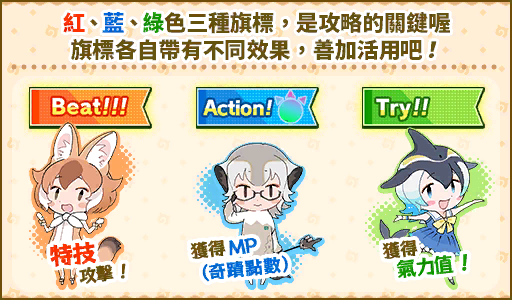 紅、藍、綠色三種旗標，是攻略的關鍵喔
旗標各自帶有不同效果，善加活用吧！
Beat!!!
Action!
Try!!
特技
攻擊！
獲得MP
（奇蹟點數）
獲得
氣力值！